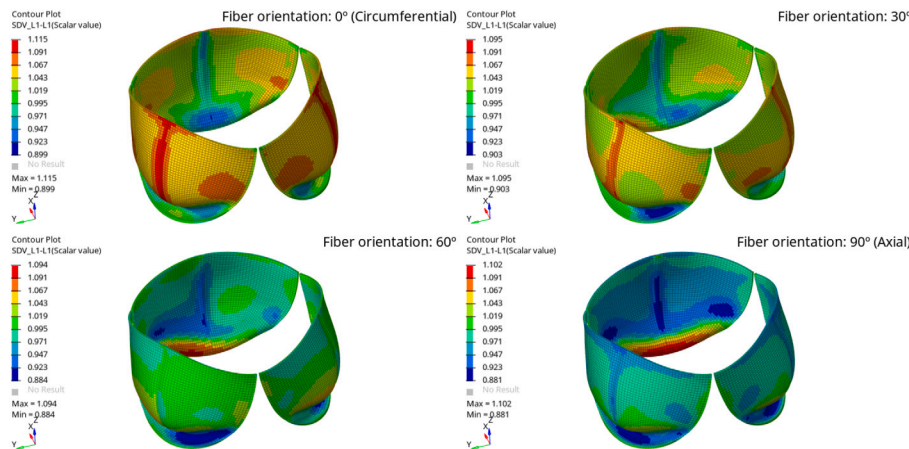 Contour Plot
SDV_L1-L1(Scalar value)
Fiber orientation: 0º (Circumferential)
1.115
1.091
1.067
1.043
1.019
0.995
0.971
0.947
0.923
0.899
No Result
Max = 1.115
Min = 0.899
Z
X
Y
Contour Plot
SDV_L1-L1(Scalar value)
Fiber orientation: 30º
1.095
1.091
1.067
1.043
1.019
0.995
0.971
0.947
0.923
0.903
No Result
Max = 1.095
Min = 0.903
Z
X
Y
Contour Plot
SDV_L1-L1(Scalar value)
Fiber orientation: 60º
1.094
1.091
1.067
1.043
1.019
0.995
0.971
0.947
0.923
0.884
No Result
Max = 1.094
Min = 0.884
Z
X
Y
Contour Plot
SDV_L1-L1(Scalar value)
Fiber orientation: 90º (Axial)
1.102
1.091
1.067
1.043
1.019
0.995
0.971
0.947
0.923
0.881
No Result
Max = 1.102
Min = 0.881
Z
X
Y